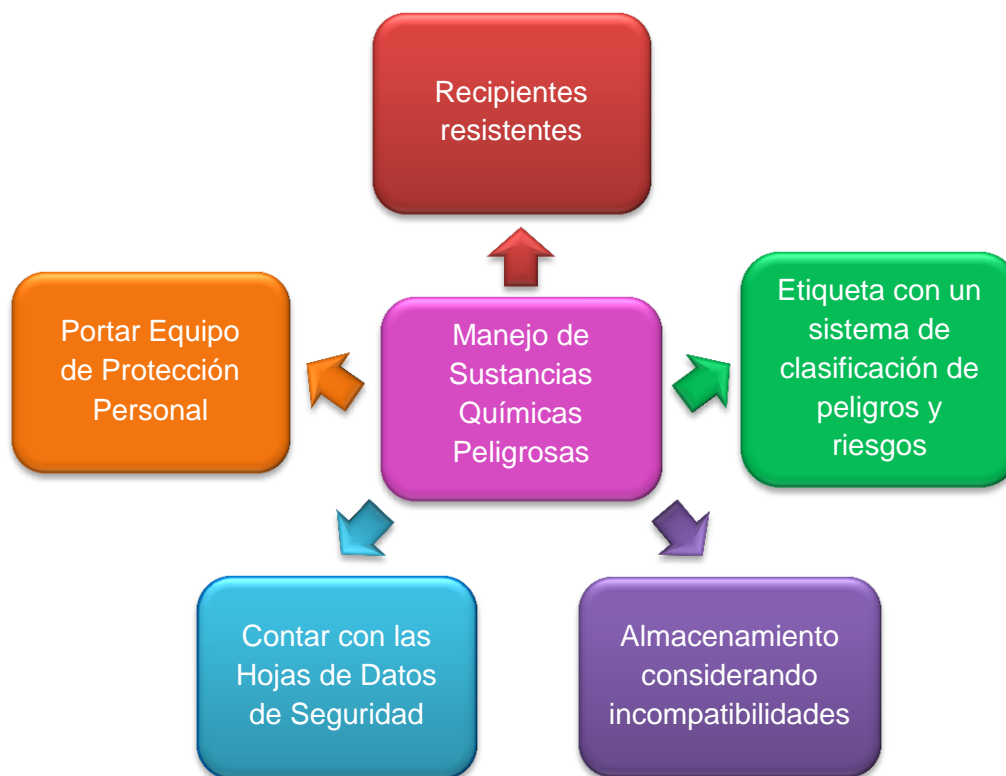 Recipientes
resistentes
Portar Equipo
de Protección
Personal
Manejo de
Sustancias
Químicas
Peligrosas
Etiqueta con un
sistema de
clasificación de
peligros y
riesgos
Contar con las
Hojas de Datos
de Seguridad
Almacenamiento
considerando
incompatibilidades